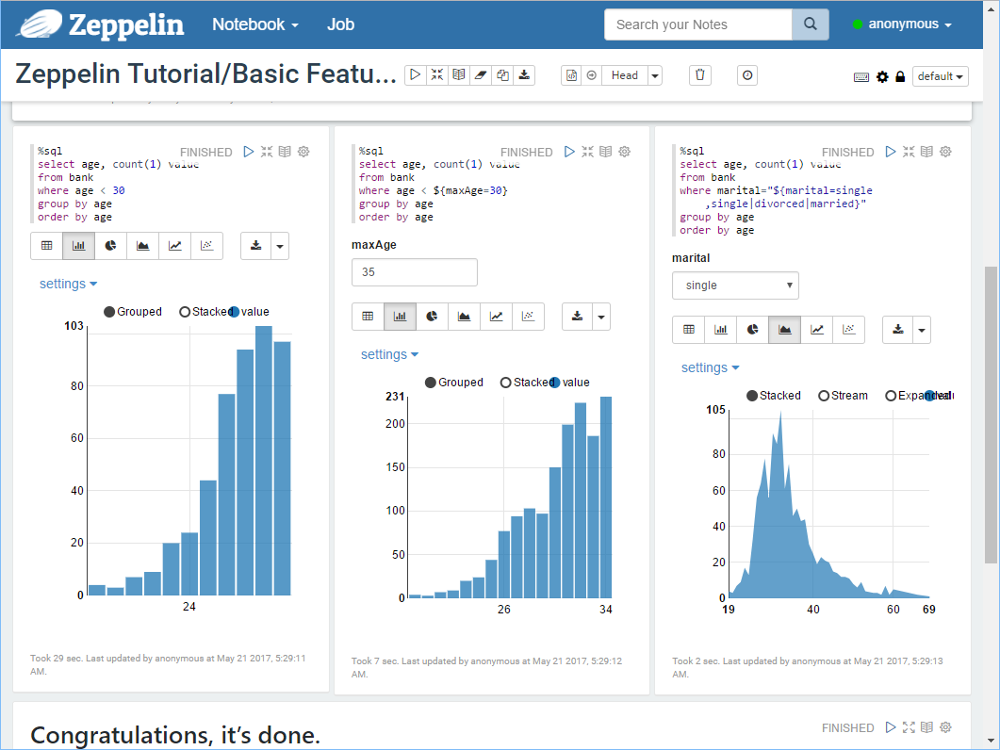 Zeppelin Notebook Job Search your Notes anonymous
Zeppelin Tutorial/Basic Featu... Head default
FINISHED
%sql
select age, count(1) value
from bank
where age < 30
group by age
order by age
settings
Grouped Stacked value
103
80
60
40
20
0
24
Took 29 sec. Last updated by anonymous at May 21 2017, 5:29:11
AM.
FINISHED
%sql
select age, count(1) value
from bank
where age < ${maxAge=30}
group by age
order by age
maxAge
35
settings
Grouped Stacked value
231
200
150
100
50
0
26 34
Took 7 sec. Last updated by anonymous at May 21 2017, 5:29:12
AM.
FINISHED
%sql
select age, count(1) value
from bank
where marital="${marital=single
,single|divorced|married}"
group by age
order by age
marital
single
settings
Stacked Stream Expanded
105
80
60
40
20
0
19 40 60 69
Took 2 sec. Last updated by anonymous at May 21 2017, 5:29:13
AM.
Congratulations, it's done.
FINISHED